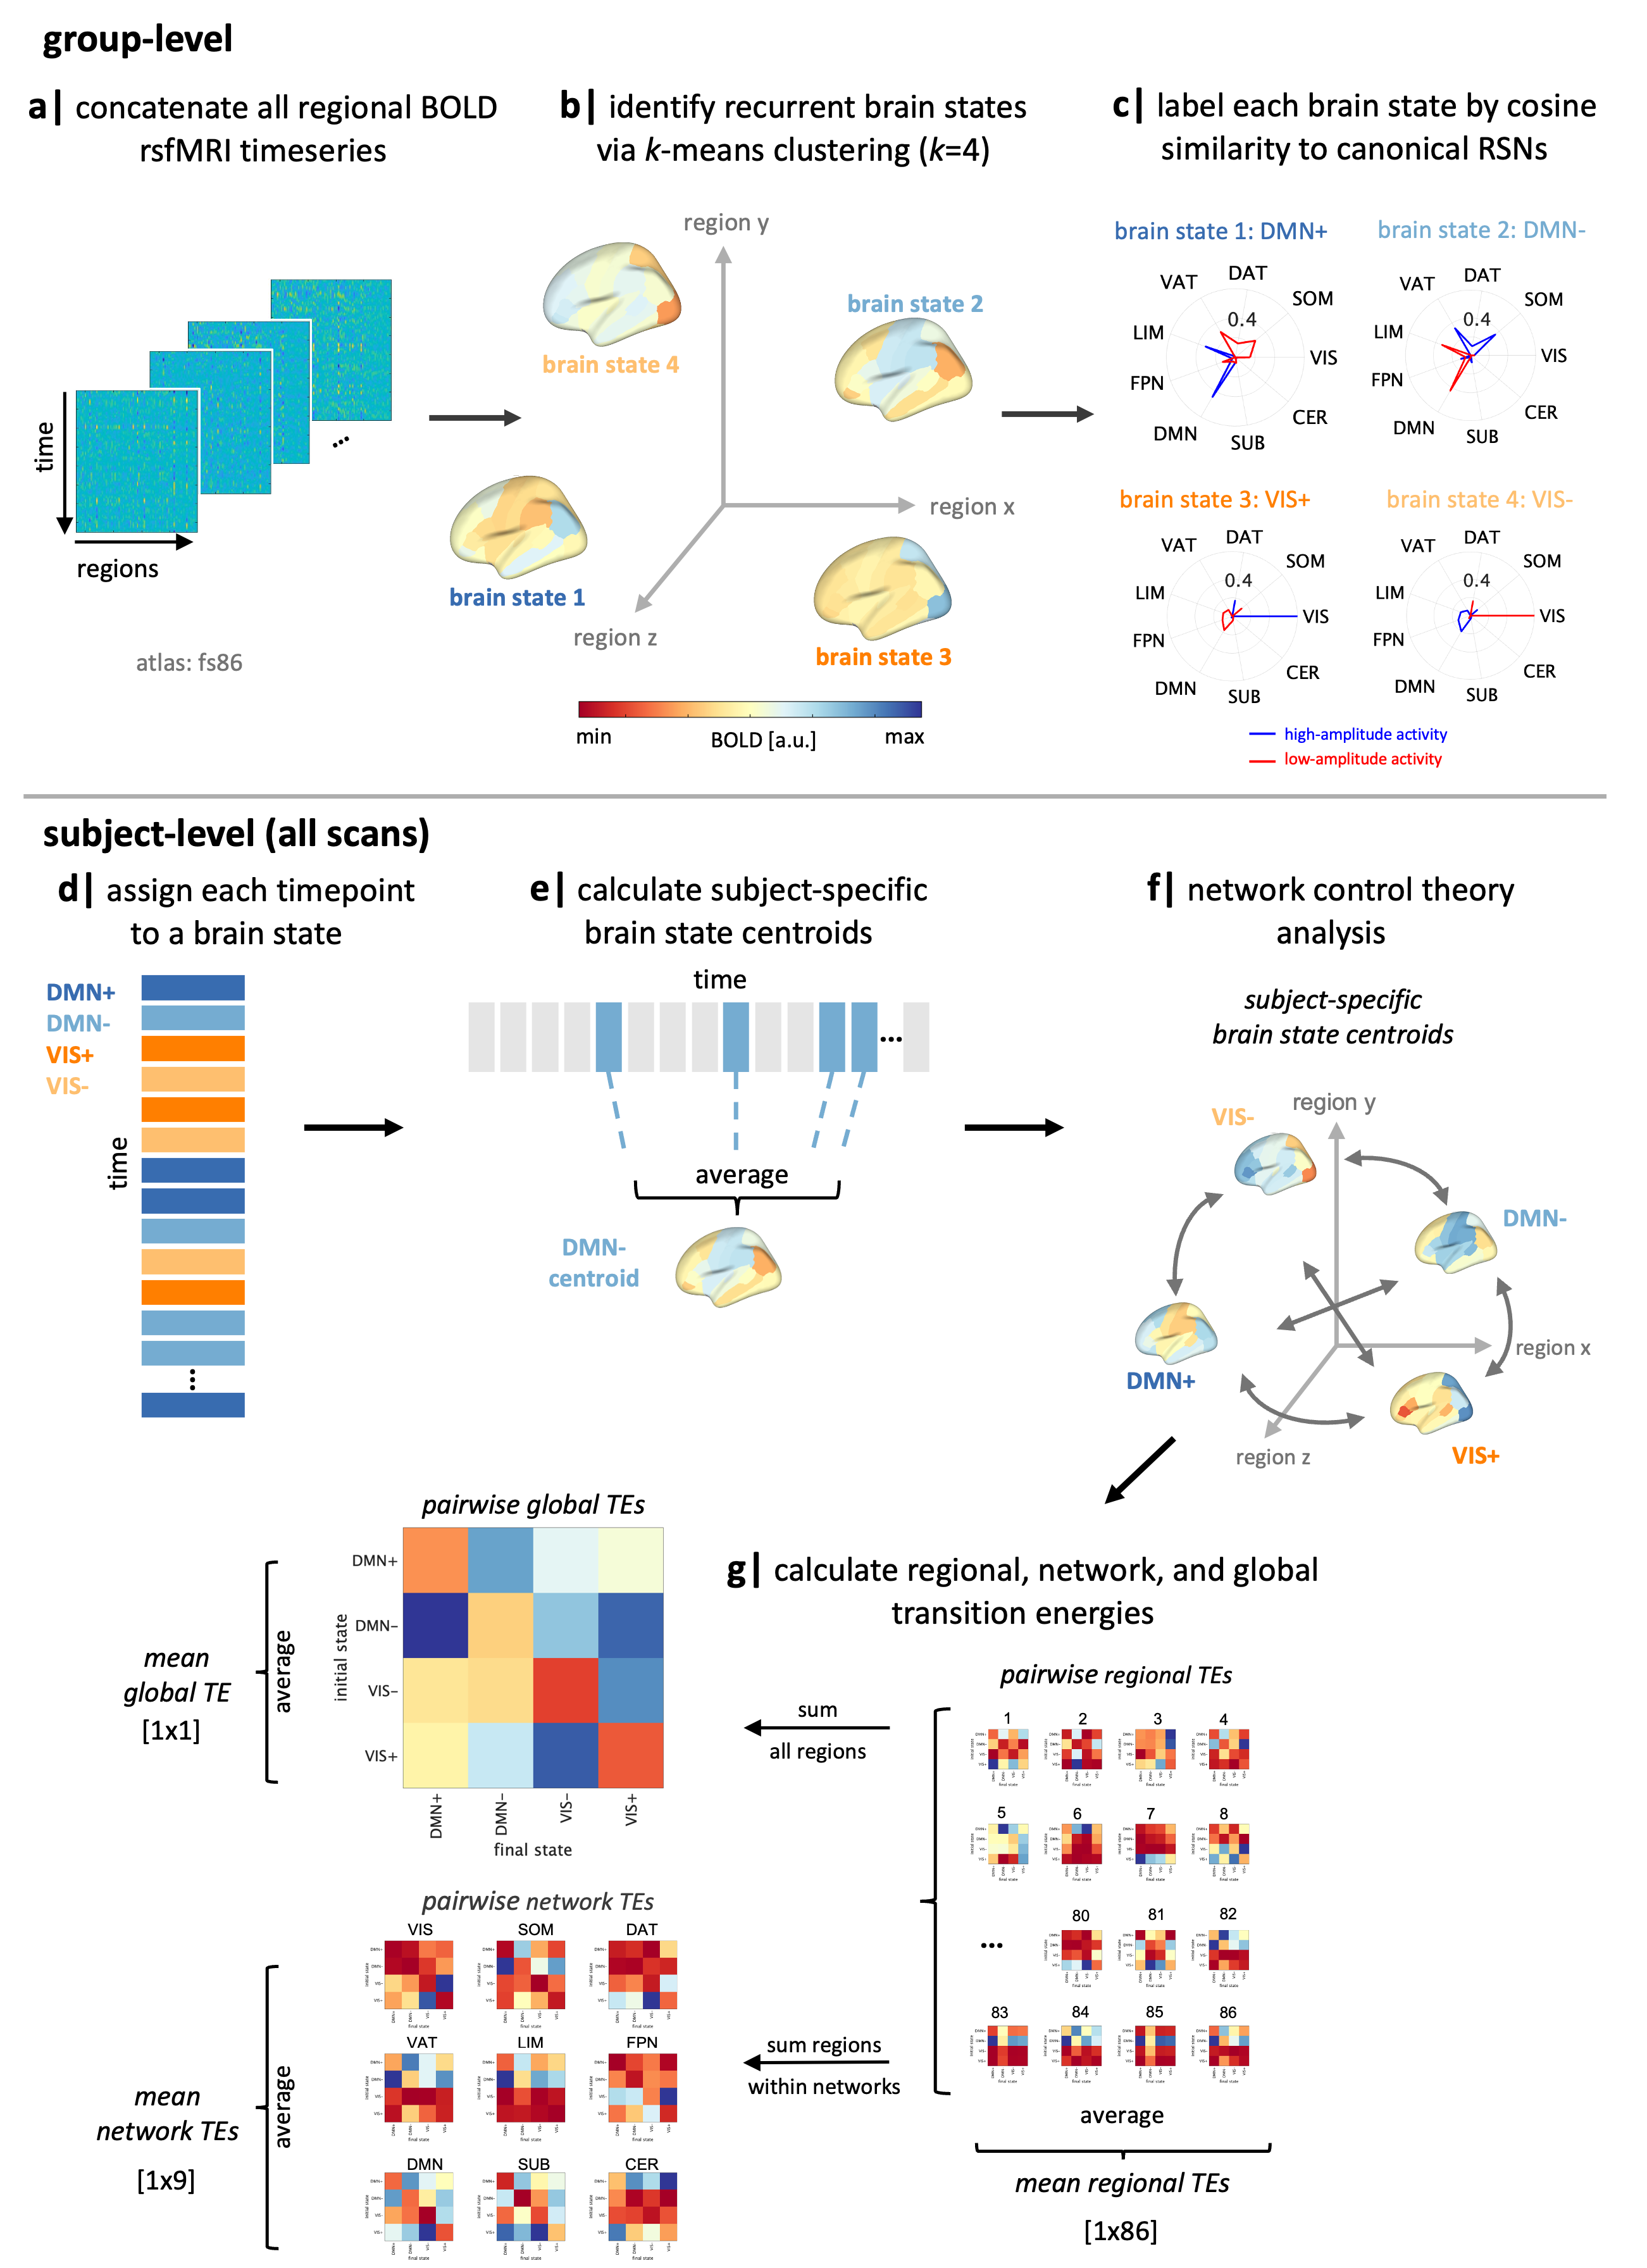 group-level
a| concatenate all regional BOLD
rsfMRI timeseries
time
regions
...
atlas: fs86
b| identify recurrent brain states
via k-means clustering (k=4)
region y
brain state 4
brain state 2
region x
brain state 1
region z
brain state 3
min
BOLD [a.u.]
max
c| label each brain state by cosine
similarity to canonical RSNs
brain state 1: DMN+
DAT
VAT
SOM
0.4
LIM
VIS
FPN
CER
DMN
SUB
brain state 2: DMN-
DAT
VAT
SOM
0.4
LIM
VIS
FPN
CER
DMN
SUB
brain state 3: VIS+
DAT
VAT
SOM
0.4
LIM
VIS
FPN
CER
DMN
SUB
brain state 4: VIS-
DAT
VAT
SOM
0.4
LIM
VIS
FPN
CER
DMN
SUB
high-amplitude activity
low-amplitude activity
subject-level (all scans)
d| assign each timepoint
to a brain state
DMN+
DMN-
VIS+
VIS-
time
...
e| calculate subject-specific
brain state centroids
time
...
average
DMN-
centroid
f| network control theory
analysis
subject-specific
brain state centroids
region y
VIS-
DMN-
region x
DMN+
region z
VIS+
g| calculate regional, network, and global
transition energies
pairwise regional TEs
1
2
3
4
5
6
7
8
...
80
81
82
83
84
85
86
average
mean regional TEs
[1x86]
sum
all regions
sum regions
within networks
pairwise global TEs
initial state
DMN+
DMN−
VIS−
VIS+
DMN+
DMN−
VIS−
VIS+
final state
average
mean
global TE
[1x1]
pairwise network TEs
VIS
SOM
DAT
VAT
LIM
FPN
DMN
SUB
CER
average
mean
network TEs
[1x9]